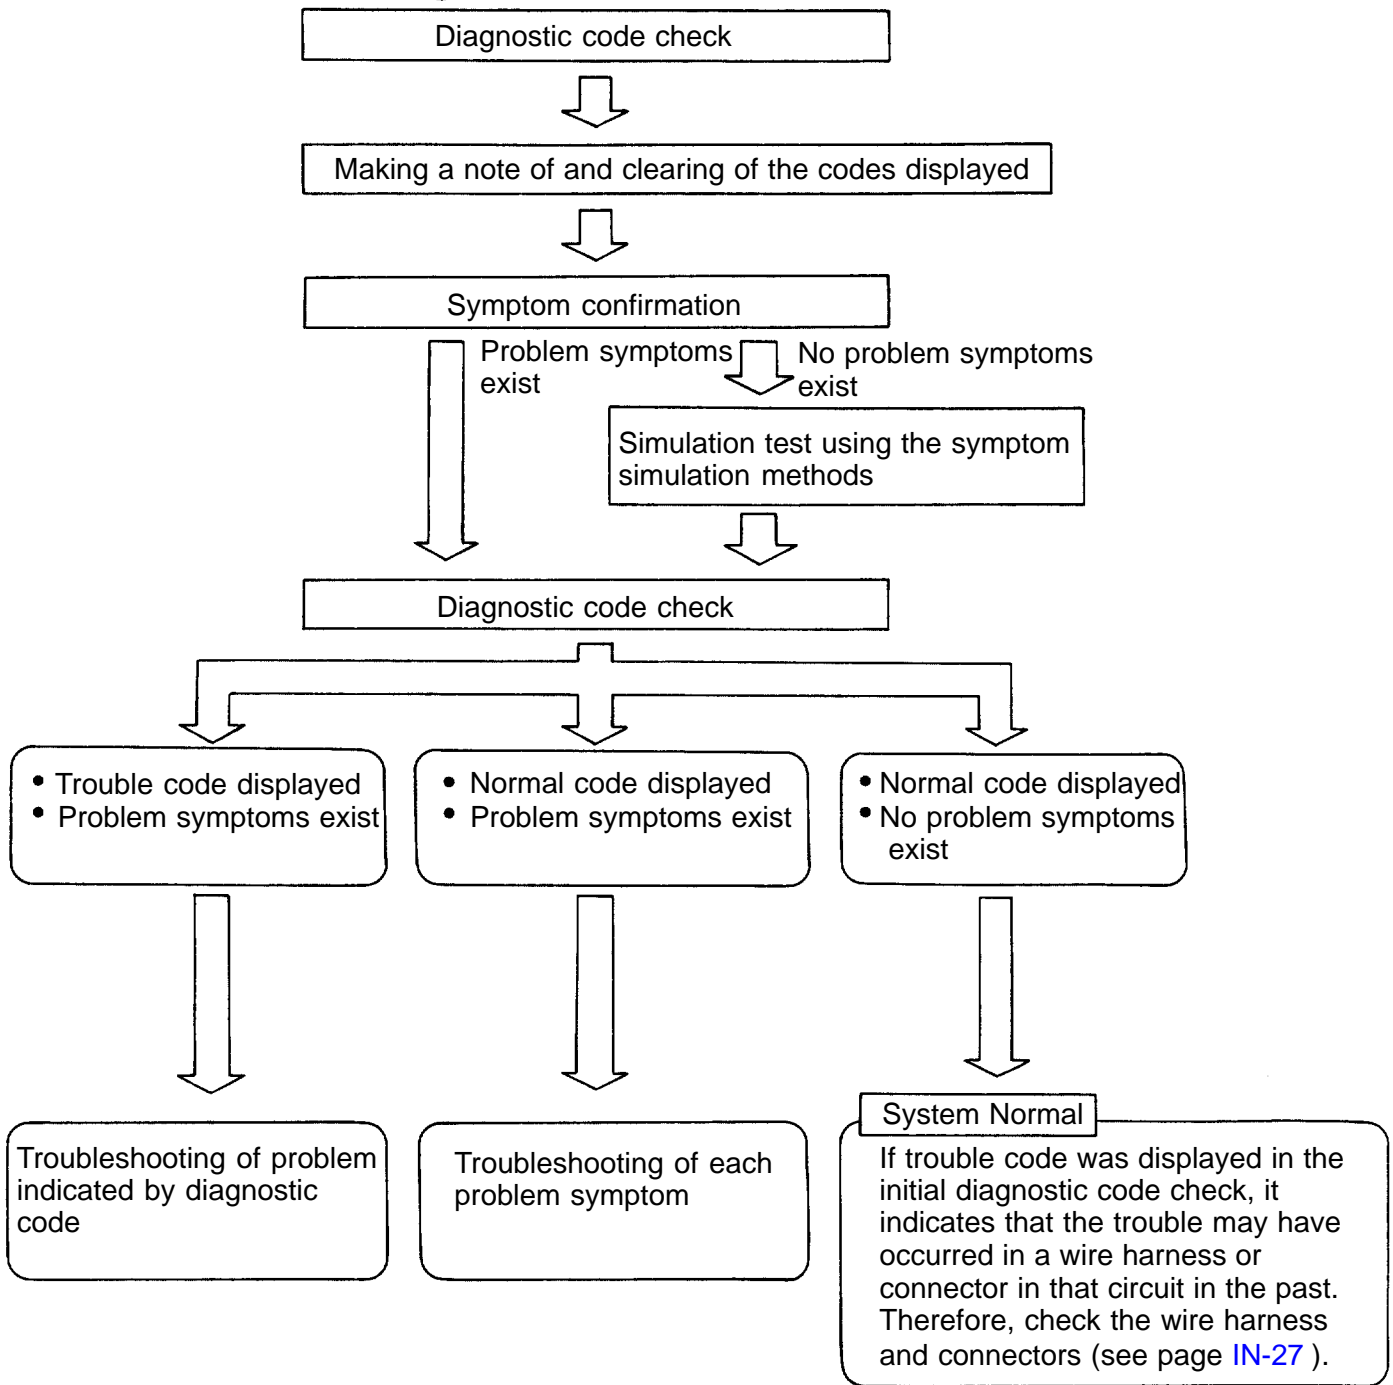 Diagnostic code check
Making a note of and clearing of the codes displayed
Symptom confirmation
Problem symptoms
exist
No problem symptoms
exist
Simulation test using the symptom
simulation methods
Diagnostic code check
• Trouble code displayed
• Problem symptoms exist
• Normal code displayed
• Problem symptoms exist
• Normal code displayed
• No problem symptoms
exist
Troubleshooting of problem
indicated by diagnostic
code
Troubleshooting of each
problem symptom
System Normal
If trouble code was displayed in the
initial diagnostic code check, it
indicates that the trouble may have
occurred in a wire harness or
connector in that circuit in the past.
Therefore, check the wire harness
and connectors (see page IN-27 ).